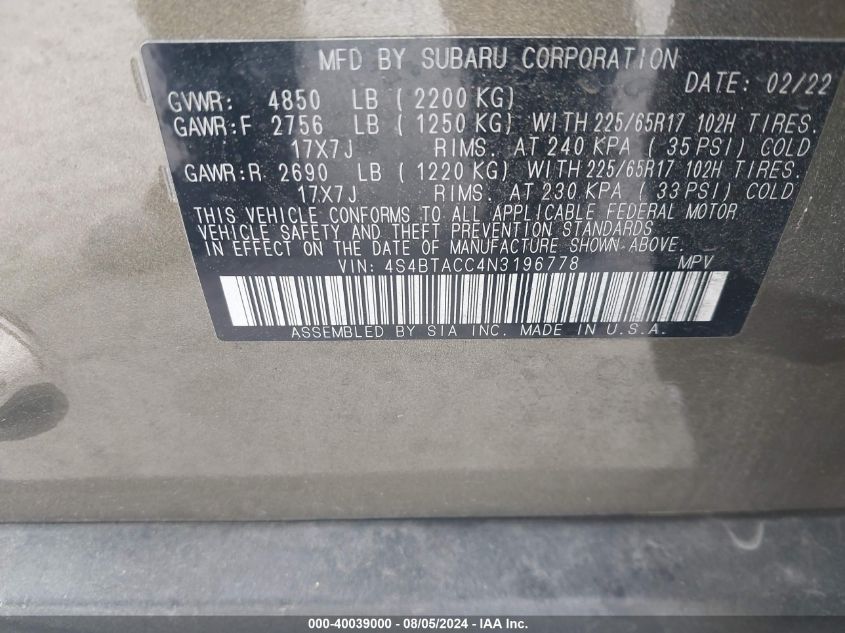 MFD BY SUBARU CORPORATION
DATE: 02/22
GVWR: 4850 LB ( 2200 KG)
GAWR:F 2756 LB ( 1250 KG) WITH 225/65R17 102H TIRES.
17X7J RIMS. AT 240 KPA ( 35 PSI) COLD
GAWR:R 2690 LB ( 1220 KG) WITH 225/65R17 102H TIRES.
17X7J RIMS. AT 230 KPA ( 33 PSI) COLD
THIS VEHICLE CONFORMS TO ALL APPLICABLE FEDERAL MOTOR
VEHICLE SAFETY AND THEFT PREVENTION STANDARDS
IN EFFECT ON THE DATE OF MANUFACTURE SHOWN ABOVE.
VIN: 4S4BTACC4N3196778 MPV
ASSEMBLED BY SIA INC. MADE IN U.S.A.
000-40039000 - 08/05/2024 - IAA Inc.